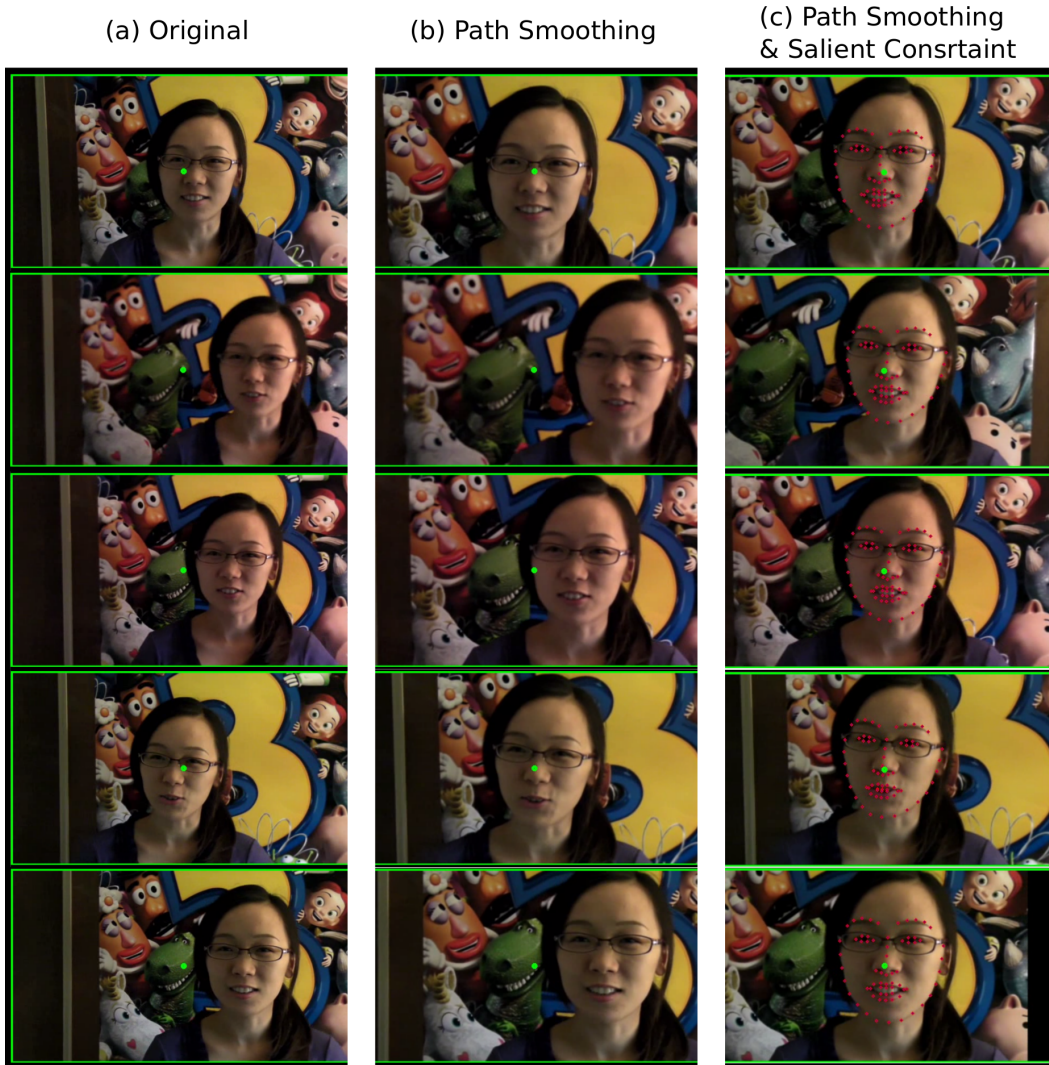 (a) Original
(b) Path Smoothing
(c) Path Smoothing
& Salient Consrtaint